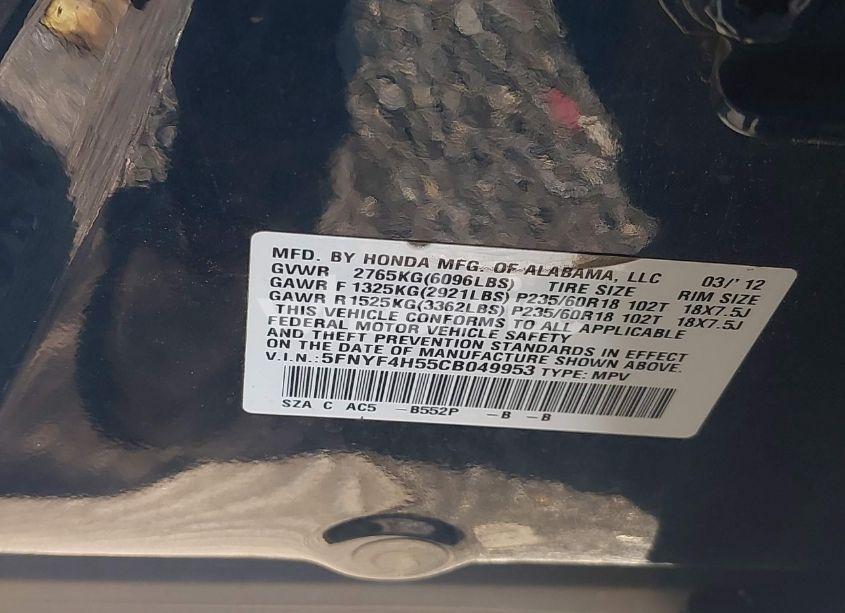 MFD. BY HONDA MFG. OF ALABAMA, LLC 03/'12
GVWR 2765KG(6096LBS) TIRE SIZE RIM SIZE
GAWR F 1325KG(2921LBS) P235/60R18 102T 18X7.5J
GAWR R 1525KG(3362LBS) P235/60R18 102T 18X7.5J
THIS VEHICLE CONFORMS TO ALL APPLICABLE
FEDERAL MOTOR VEHICLE SAFETY
AND THEFT PREVENTION STANDARDS IN EFFECT
ON THE DATE OF MANUFACTURE SHOWN ABOVE.
V.I.N.:5FNYF4H55CB049953 TYPE: MPV
SZA C AC5 -B552P -B -B